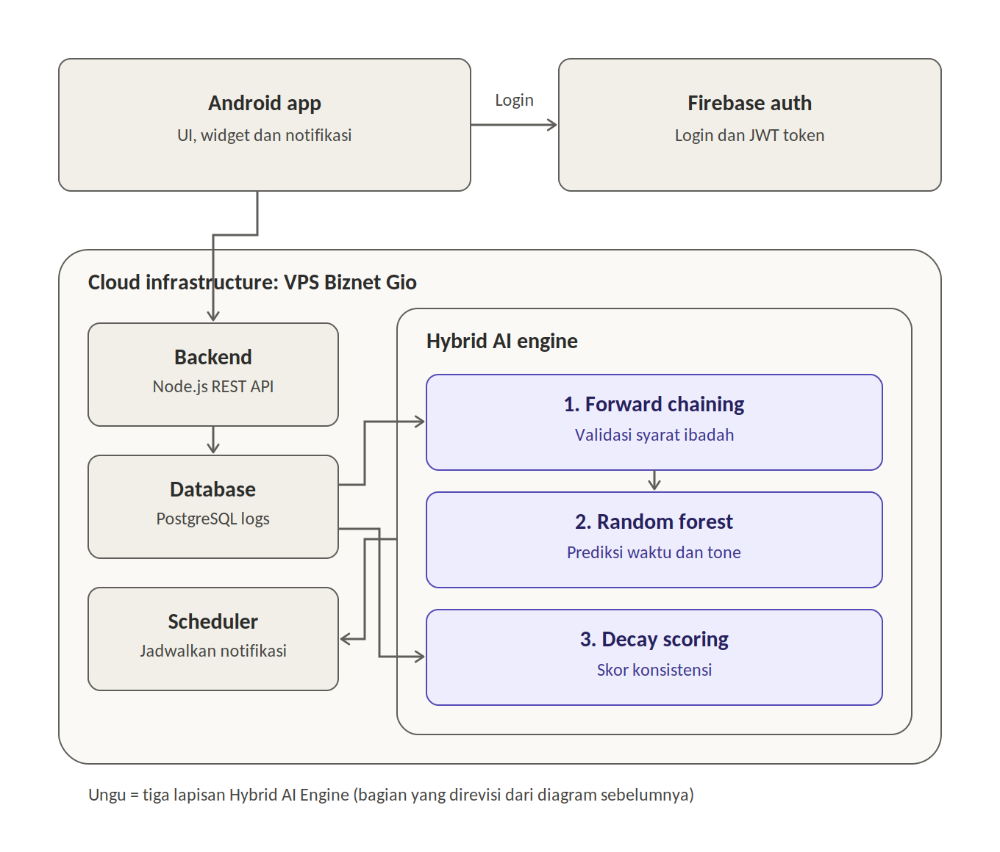 Android app
UI, widget dan notifikasi
Login
Firebase auth
Login dan JWT token
Cloud infrastructure: VPS Biznet Gio
Backend
Node.js REST API
Database
PostgreSQL logs
Scheduler
Jadwalkan notifikasi
Hybrid AI engine
1. Forward chaining
Validasi syarat ibadah
2. Random forest
Prediksi waktu dan tone
3. Decay scoring
Skor konsistensi
Ungu = tiga lapisan Hybrid AI Engine (bagian yang direvisi dari diagram sebelumnya)